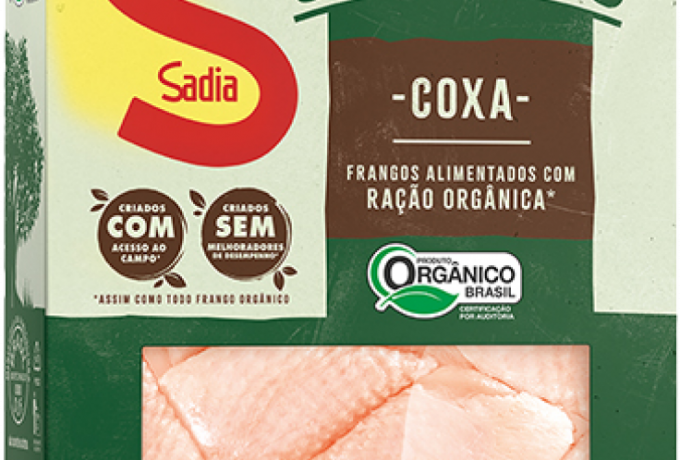 Sadia
-COXA-
FRANGOS ALIMENTADOS COM
RAÇÃO ORGÂNICA*
CRIADOS
COM
ACESSO AO
CAMPO*
CRIADOS
SEM
MELHORADORES
DE DESEMPENHO*
*ASSIM COMO TODO FRANGO ORGÂNICO
PRODUTO
ORGÂNICO
BRASIL
CERTIFICAÇÃO
POR AUDITORIA